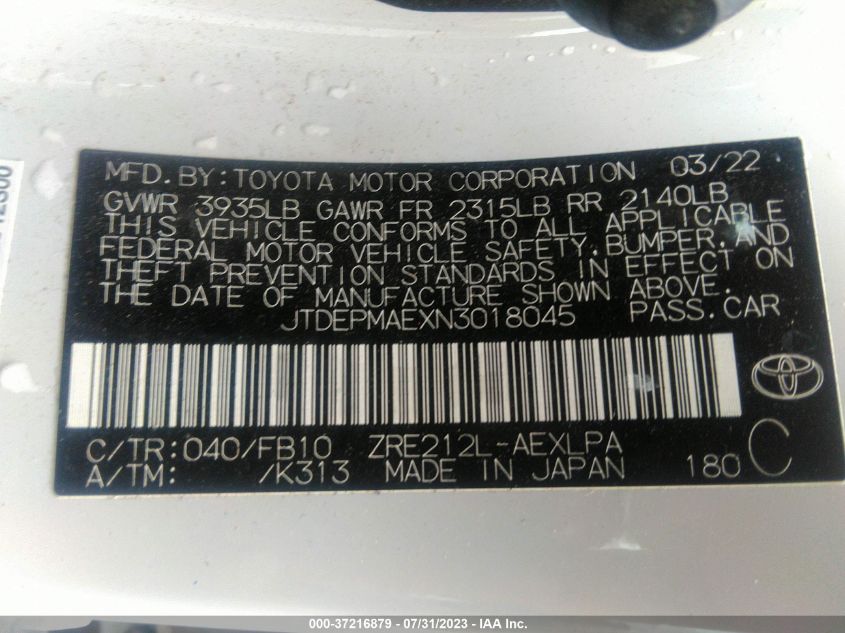 MFD.BY:TOYOTA MOTOR CORPORATION 03/22
GVWR 3935LB GAWR FR 2315LB RR 2140LB
THIS VEHICLE CONFORMS TO ALL APPLICABLE
FEDERAL MOTOR VEHICLE SAFETY,BUMPER,AND
THEFT PREVENTION STANDARDS IN EFFECT ON
THE DATE OF MANUFACTURE SHOWN ABOVE.
JTDEPMAEXN3018045 PASS.CAR
C/TR:040/FB10 ZRE212L-AEXLPA
A/TM: /K313 MADE IN JAPAN 180 C
000-37216879 - 07/31/2023 - IAA Inc.